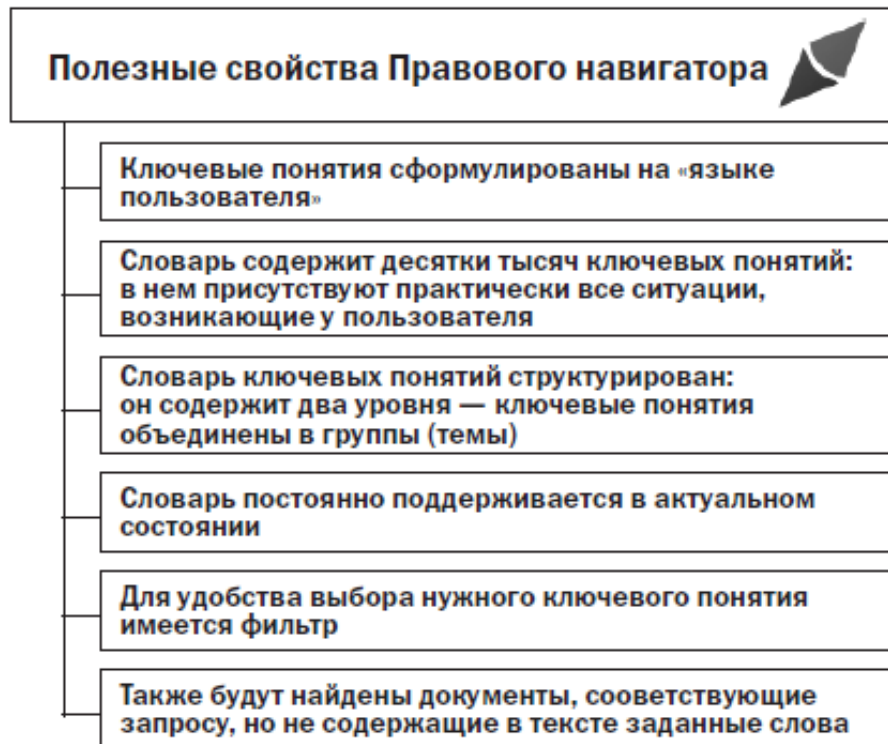 Полезные свойства Правового навигатора
Ключевые понятия сформулированы на «языке
пользователя»
Словарь содержит десятки тысяч ключевых понятий:
в нем присутствуют практически все ситуации,
возникающие у пользователя
Словарь ключевых понятий структурирован:
он содержит два уровня — ключевые понятия
объединены в группы (темы)
Словарь постоянно поддерживается в актуальном
состоянии
Для удобства выбора нужного ключевого понятия
имеется фильтр
Также будут найдены документы, сооветствующие
запросу, но не содержащие в тексте заданные слова